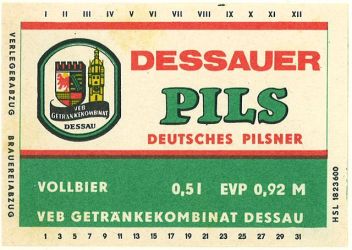 I II III IV V VI VII VIII IX X XI XII
VERLEGERABZUG
BRAUEREIABZUG
VEB
GETRÄNKEKOMBINAT
DESSAU
DESSAUER
PILS
DEUTSCHES PILSNER
VOLLBIER 0,5 l EVP 0,92 M
VEB GETRÄNKEKOMBINAT DESSAU
HSL 1823400
1 3 5 7 9 11 13 15 17 19 21 23 25 27 29 31